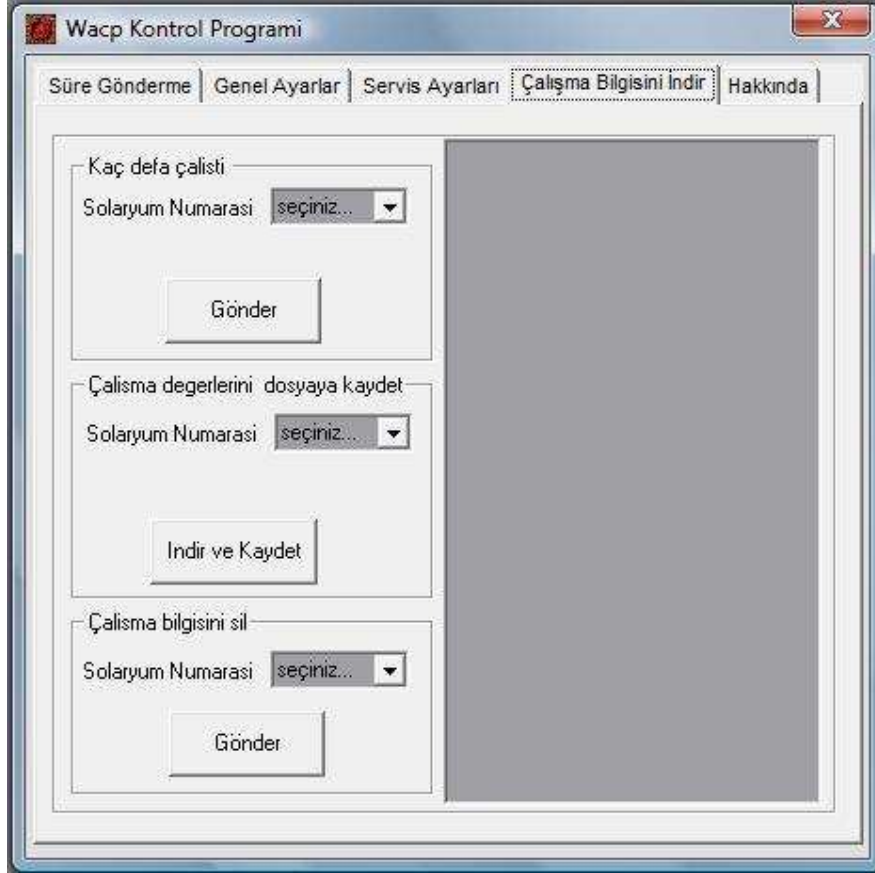 Wacp Kontrol Programi
Süre Gönderme Genel Ayarlar Servis Ayarları Çalışma Bilgisini İndir Hakkında
Kaç defa çalisti
Solaryum Numarasi seçiniz...
Gönder
Çalisma degerlerini dosyaya kaydet
Solaryum Numarasi seçiniz...
Indir ve Kaydet
Çalisma bilgisini sil
Solaryum Numarasi seçiniz...
Gönder